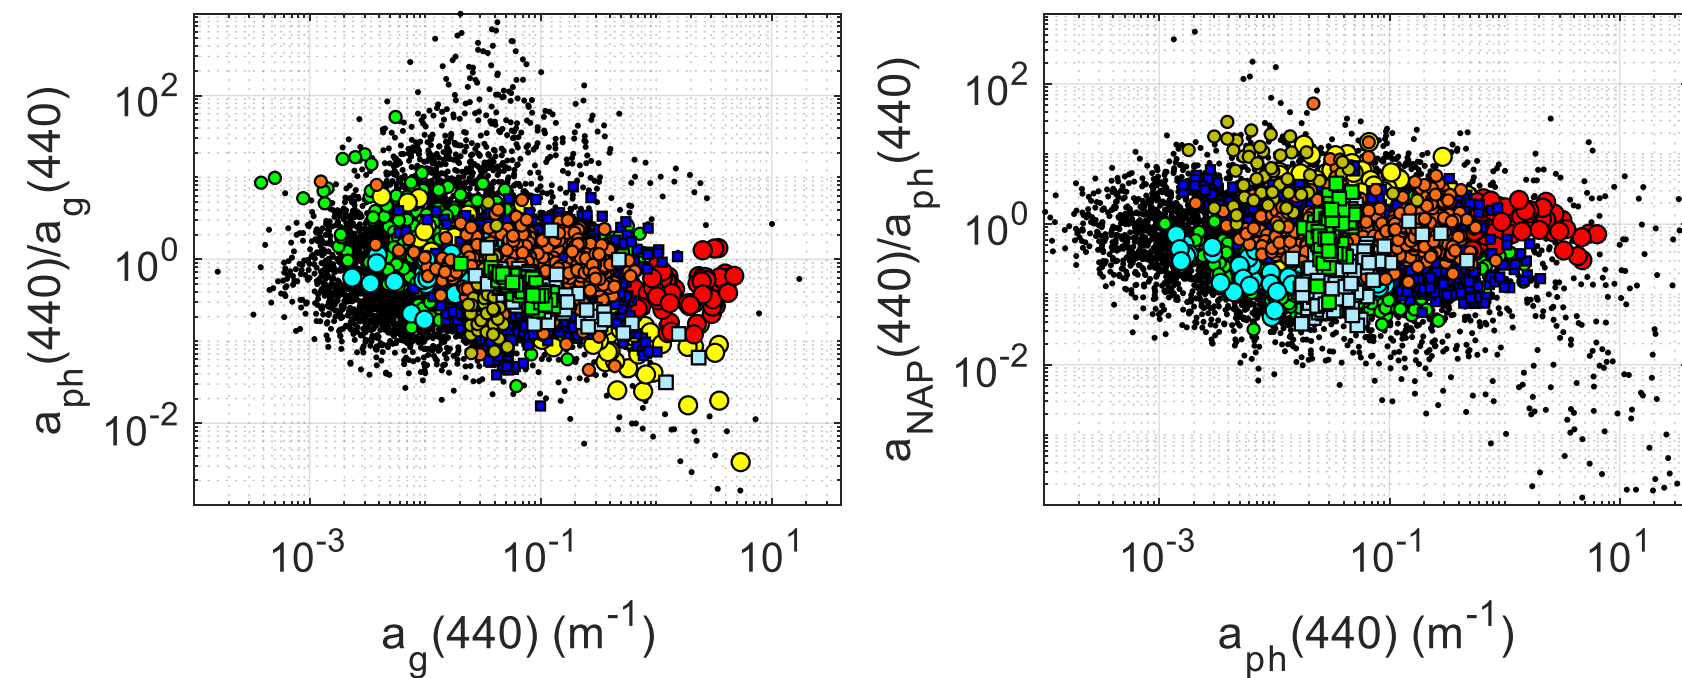 a_ph(440)/a_g(440)
10^2
10^0
10^-2
10^-3 10^-1 10^1
a_g(440) (m^-1)
a_NAP(440)/a_ph(440)
10^2
10^0
10^-2
10^-3 10^-1 10^1
a_ph(440) (m^-1)